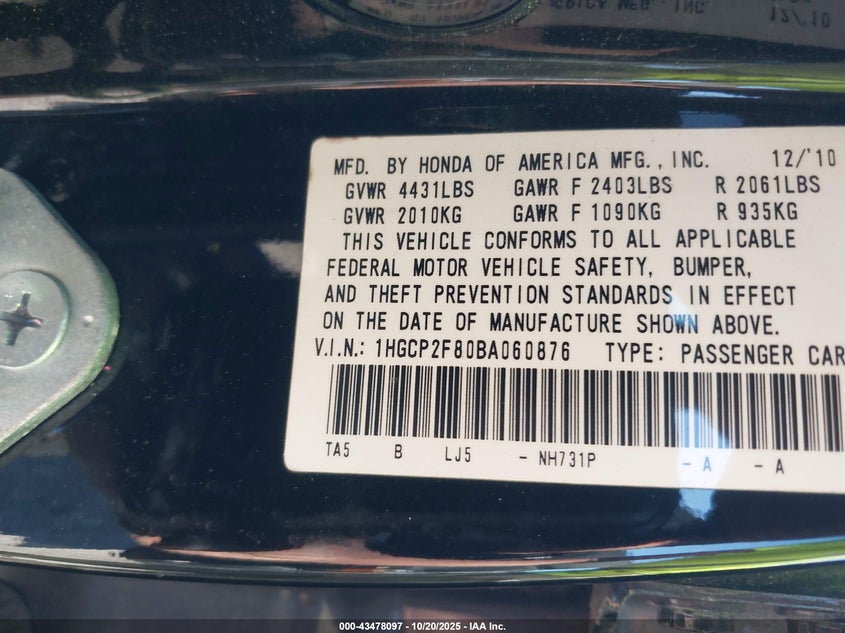 MFD. BY HONDA OF AMERICA MFG., INC. 12/'10
GVWR 4431LBS GAWR F 2403LBS R 2061LBS
GVWR 2010KG GAWR F 1090KG R 935KG
THIS VEHICLE CONFORMS TO ALL APPLICABLE
FEDERAL MOTOR VEHICLE SAFETY, BUMPER,
AND THEFT PREVENTION STANDARDS IN EFFECT
ON THE DATE OF MANUFACTURE SHOWN ABOVE.
V.I.N.: 1HGCP2F80BA060876 TYPE: PASSENGER CAR
TA5 B LJ5 - NH731P - A - A
000-43478097 | 10/20/2025 | IAA Inc.